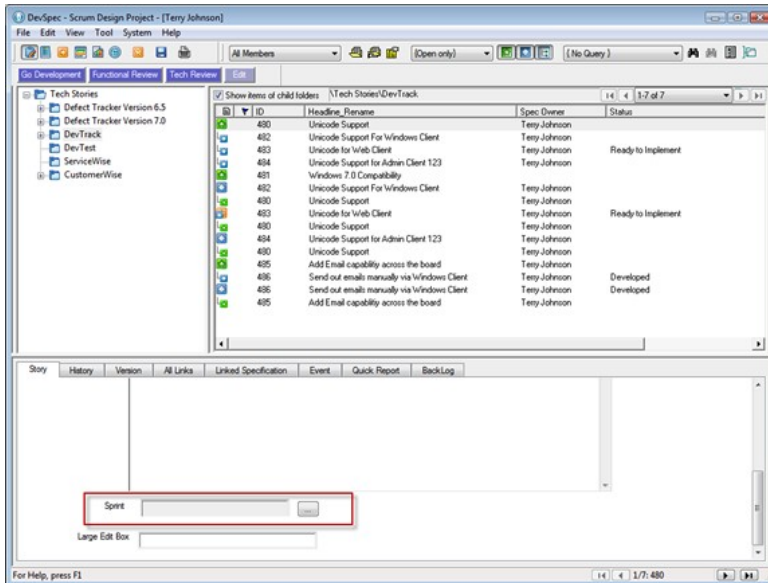 DevSpec - Scrum Design Project - [Terry Johnson]
File Edit View Tool System Help
All Members (Open only) ( No Query )
Go Development Functional Review Tech Review Edit
Tech Stories
Defect Tracker Version 6.5
Defect Tracker Version 7.0
DevTrack
DevTest
ServiceWise
CustomerWise
Show items of child folders \Tech Stories\DevTrack 1-7 of 7
ID Headline_Rename Spec Owner Status
480 Unicode Support Terry Johnson
482 Unicode Support For Windows Client Terry Johnson
483 Unicode for Web Client Terry Johnson Ready to Implement
484 Unicode Support for Admin Client 123 Terry Johnson
481 Windows 7.0 Compatibility Terry Johnson
482 Unicode Support For Windows Client Terry Johnson
480 Unicode Support Terry Johnson
483 Unicode for Web Client Terry Johnson Ready to Implement
480 Unicode Support Terry Johnson
484 Unicode Support for Admin Client 123 Terry Johnson
480 Unicode Support Terry Johnson
485 Add Email capablitiy across the board Terry Johnson
486 Send out emails manually via Windows Client Terry Johnson Developed
486 Send out emails manually via Windows Client Terry Johnson Developed
485 Add Email capablitiy across the board Terry Johnson
Story History Version All Links Linked Specification Event Quick Report BackLog
Sprint ...
Large Edit Box
For Help, press F1 1/7: 480